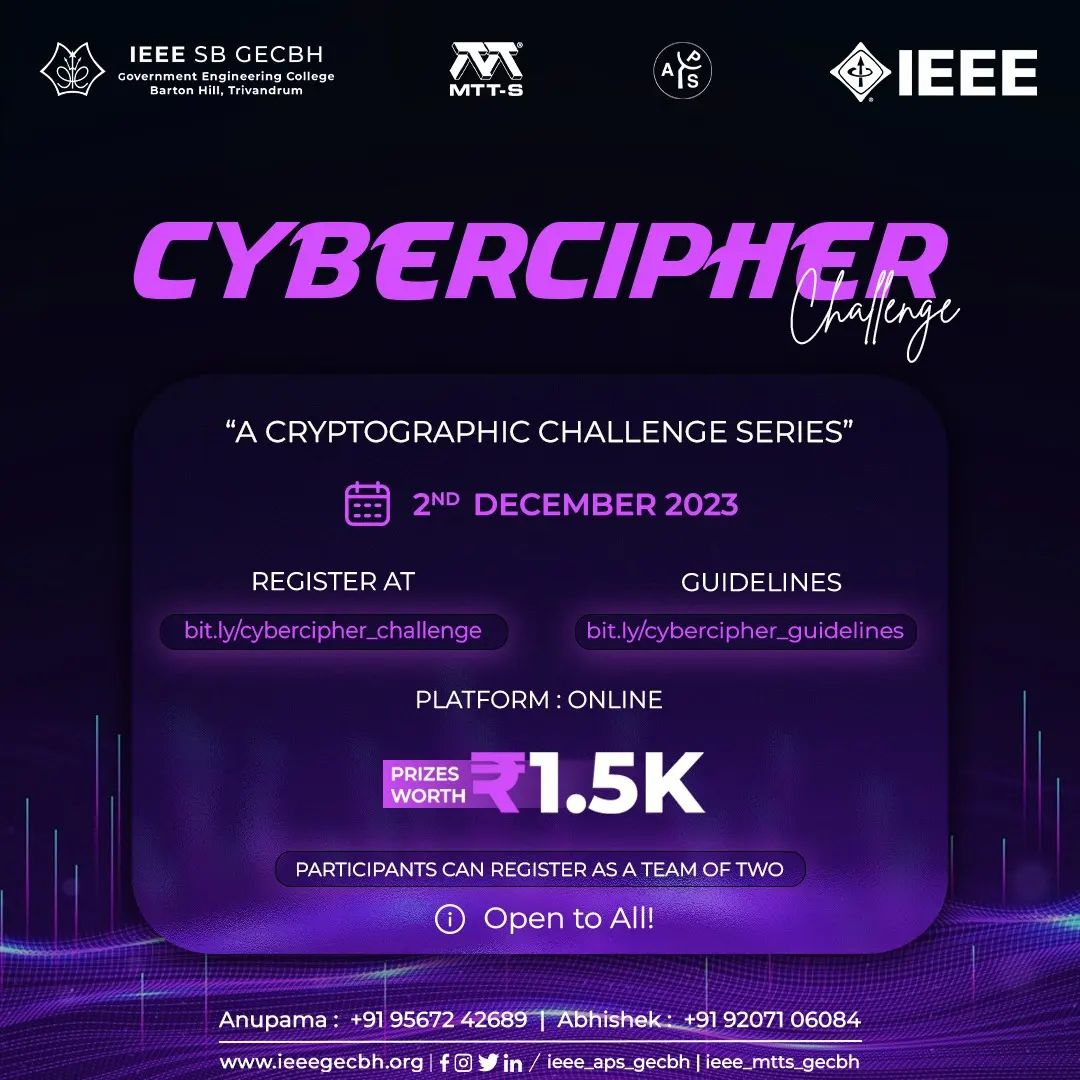 IEEE SB GECBH
Government Engineering College
Barton Hill, Trivandrum
MTT-S
APS
IEEE
CYBERCIPHER
Challenge
“A CRYPTOGRAPHIC CHALLENGE SERIES”
2ND DECEMBER 2023
REGISTER AT
bit.ly/cybercipher_challenge
GUIDELINES
bit.ly/cybercipher_guidelines
PLATFORM : ONLINE
PRIZES
WORTH
₹1.5K
PARTICIPANTS CAN REGISTER AS A TEAM OF TWO
Open to All!
Anupama : +91 95672 42689 | Abhishek : +91 92071 06084
www.ieeegecbh.org | / ieee_aps_gecbh | ieee_mtts_gecbh